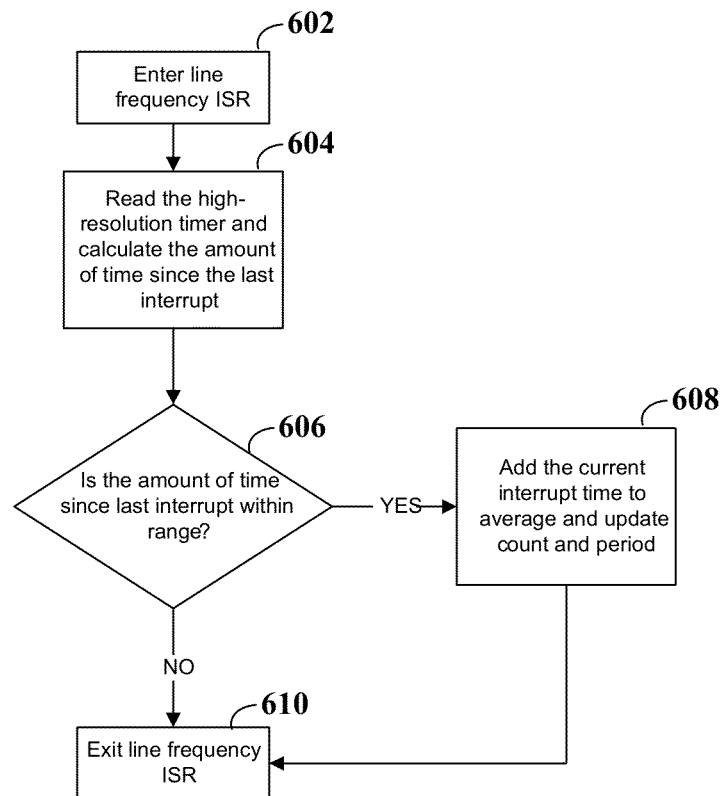 602
Enter line
frequency ISR
604
Read the high-
resolution timer and
calculate the amount
of time since the last
interrupt
606
Is the amount of time
since last interrupt within
range?
YES
608
Add the current
interrupt time to
average and update
count and period
NO
610
Exit line frequency
ISR